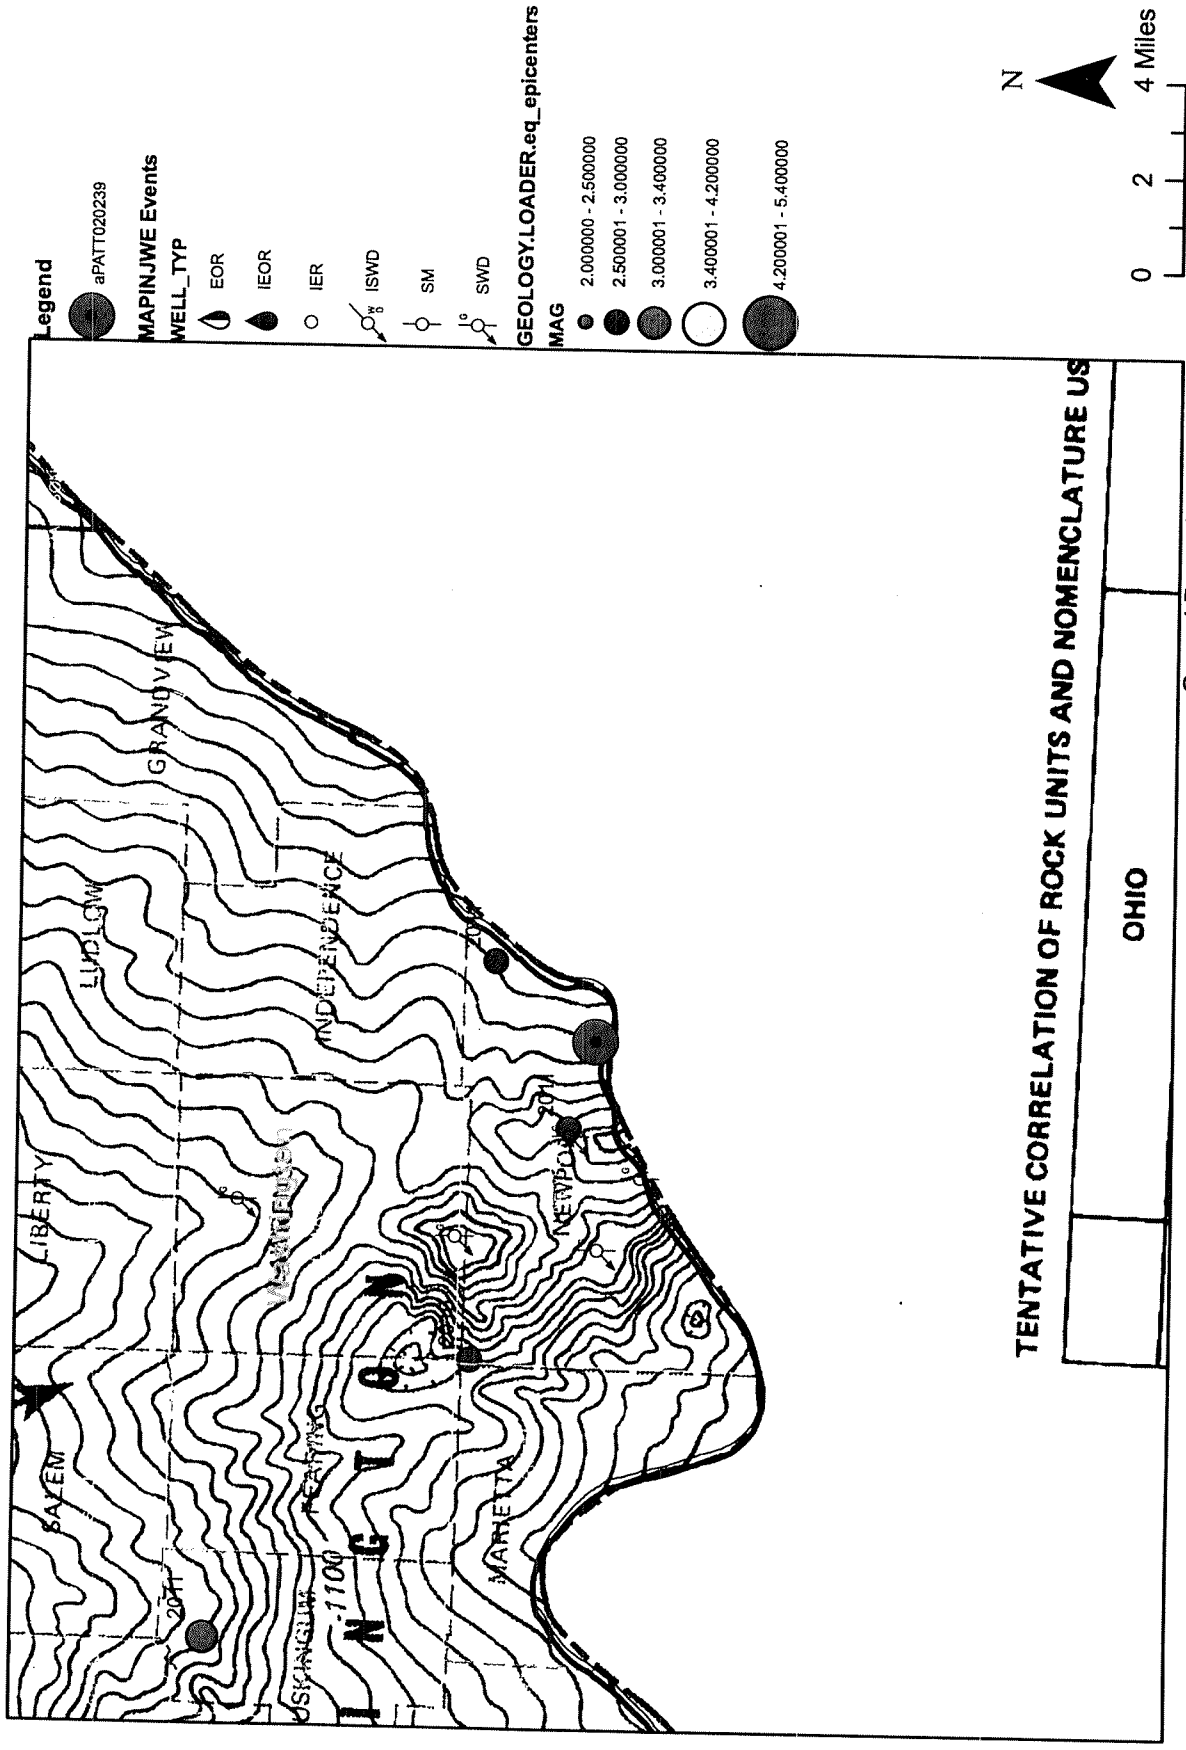 Legend
aPATT020239
MAPINJWE Events
WELL_TYP
EOR
IEOR
IER
ISWD
SM
SWD
GEOLOGY.LOADER.eq_epicenters
MAG
2.000000 - 2.500000
2.500001 - 3.000000
3.000001 - 3.400000
3.400001 - 4.200000
4.200001 - 5.400000
N
0 2 4 Miles
SALEM
LIBERTY
LUDLOW
GRANDVIEW
2011
FEARING
INDEPENDENCE
-1100
I N G T O N
MARIETTA
2011
TENTATIVE CORRELATION OF ROCK UNITS AND NOMENCLATURE US
OHIO